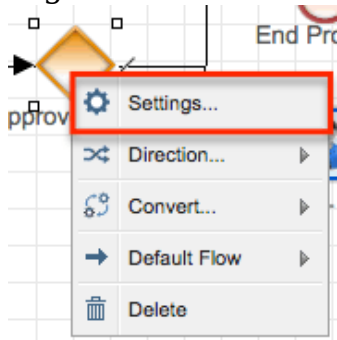 End Pro
pprov
Settings...
Direction...
Convert...
Default Flow
Delete